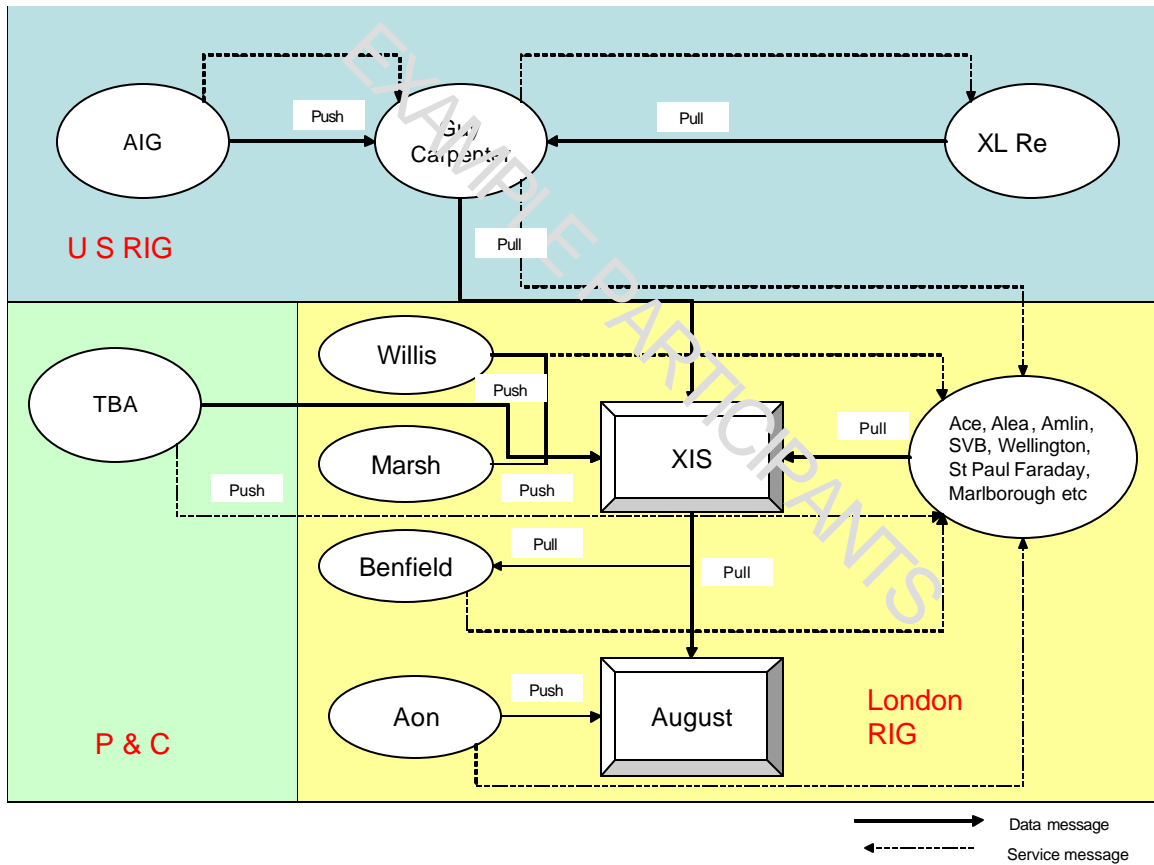 EXAMPLE PARTICIPANTS
AIG
Push
Guy
Carpenter
Pull
XL Re
U S RIG
Pull
Willis
TBA
Push
Marsh
Push
Push
XIS
Pull
Ace, Alea, Amlin,
SVB, Wellington,
St Paul Faraday,
Marlborough etc
Benfield
Pull
Pull
Aon
Push
August
London
RIG
P & C
Data message
Service message